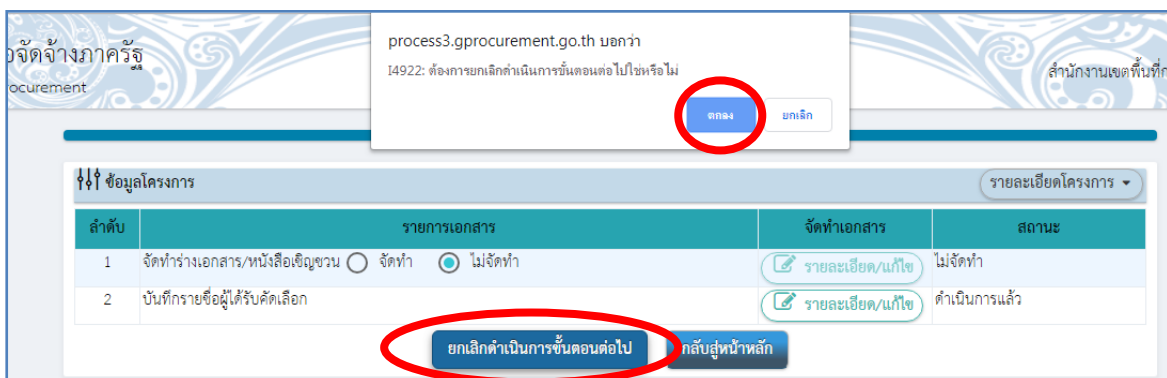 process3.gprocurement.go.th บอกว่า
อจัดจ้างภาครัฐ
I4922: ต้องการยกเลิกดำเนินการขั้นตอนต่อไปใช่หรือไม่
สำนักงานเขตพื้นที่
ocurement
ตกลง ยกเลิก
ข้อมูลโครงการ รายละเอียดโครงการ
ลำดับ รายการเอกสาร จัดทำเอกสาร สถานะ
1 จัดทำร่างเอกสาร/หนังสือเชิญชวน จัดทำ ไม่จัดทำ รายละเอียด/แก้ไข ไม่จัดทำ
2 บันทึกรายชื่อผู้ได้รับคัดเลือก รายละเอียด/แก้ไข ดำเนินการแล้ว
ยกเลิกดำเนินการขั้นตอนต่อไป กลับสู่หน้าหลัก